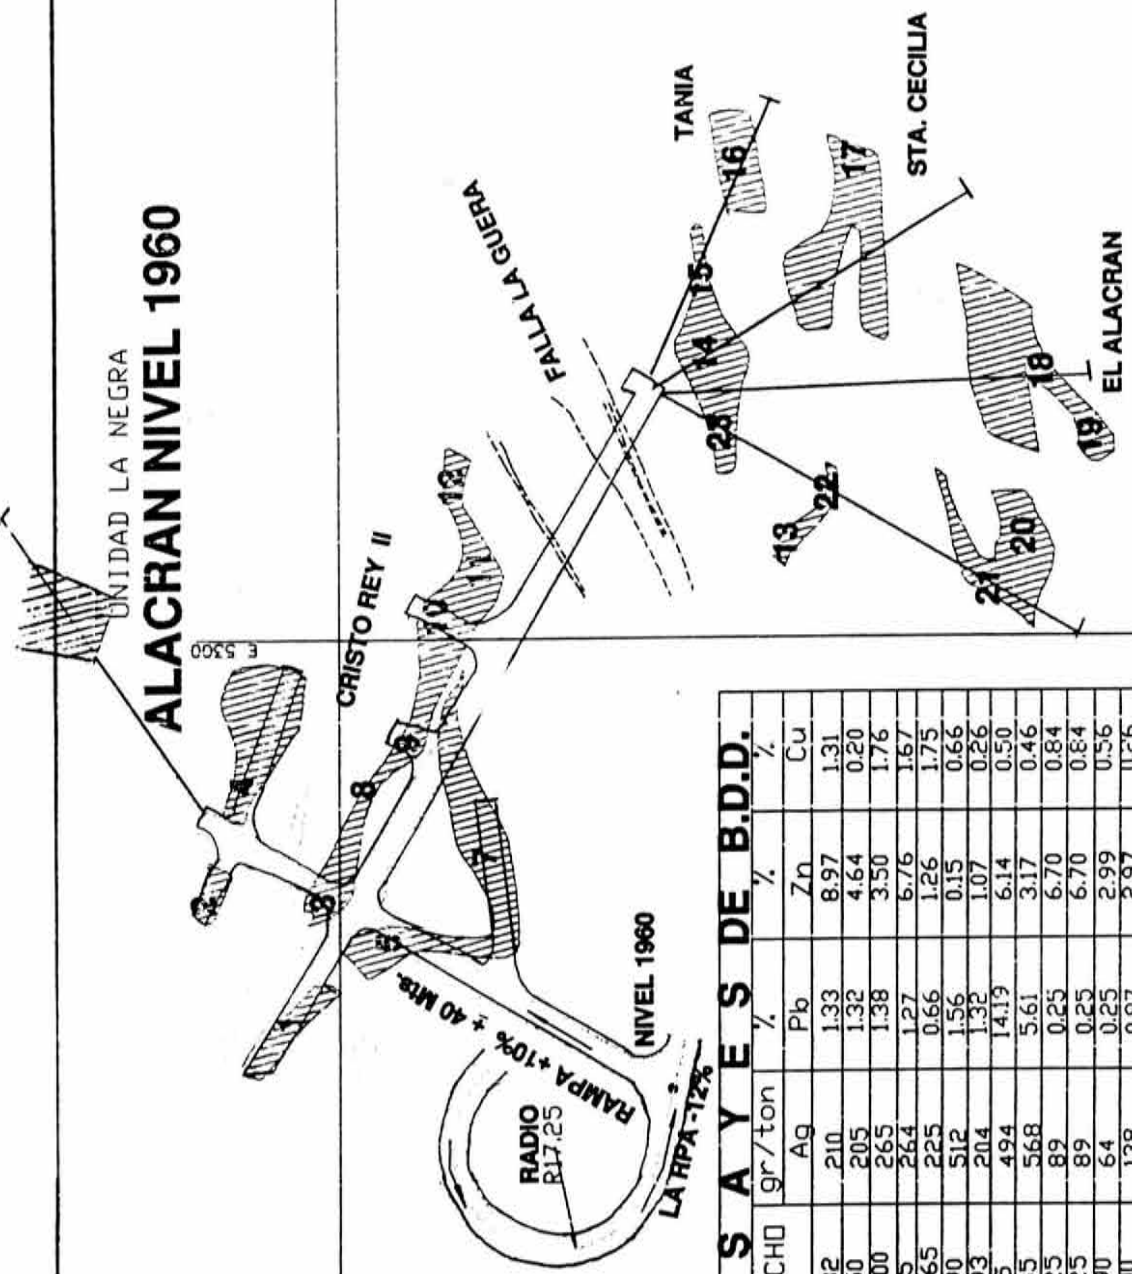 UNIDAD LA NEGRA
ALACRAN NIVEL 1960
E 5300
CRISTO REY II
FALLA LA GUERA
TANIA
STA. CECILIA
EL ALACRAN
16
17
15
14
23
18
19
22
13
20
21
12
11
10
9
8
7
4
3
1
RAMPA +10% ± 40 Mts.
NIVEL 1960
RADIO
R17.25
LA RPA -12%
S A Y E S DE B.D.D.
CHO gr/ton % % %
Ag Pb Zn Cu
210 1.33 8.97 1.31
205 1.32 4.64 0.20
265 1.38 3.50 1.76
264 1.27 6.76 1.67
225 0.66 1.26 1.75
512 1.56 0.15 0.66
204 1.32 1.07 0.26
494 14.19 6.14 0.50
568 5.61 3.17 0.46
89 0.25 6.70 0.84
89 0.25 6.70 0.84
64 0.25 2.99 0.56